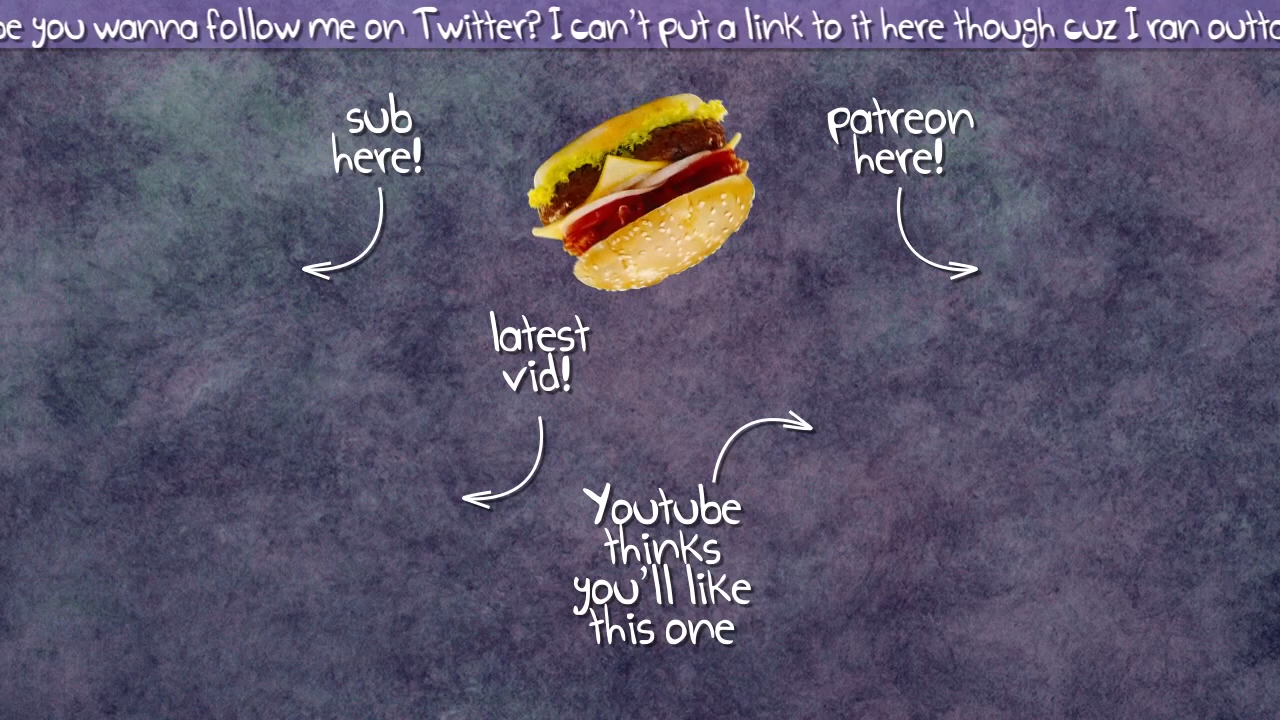 you wanna follow me on Twitter? I can't put a link to it here though cuz I ran
sub
here!
patreon
here!
latest
vid!
Youtube
thinks
you'll like
this one